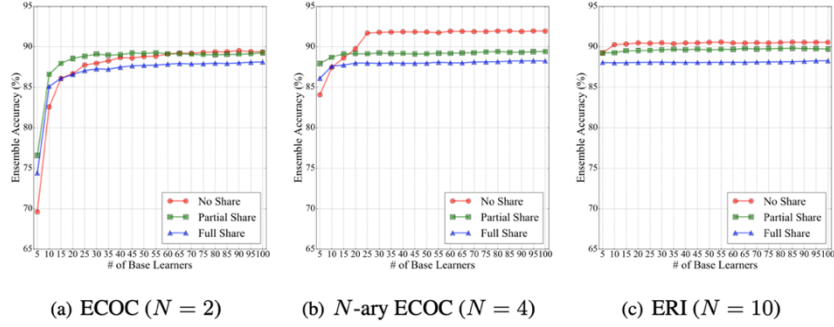 95
90
85
80
75
70
65
Ensemble Accuracy (%)
No Share
Partial Share
Full Share
5 10 15 20 25 30 35 40 45 50 55 60 65 70 75 80 85 90 95 100
# of Base Learners
(a) ECOC (N = 2)
95
90
85
80
75
70
65
Ensemble Accuracy (%)
No Share
Partial Share
Full Share
5 10 15 20 25 30 35 40 45 50 55 60 65 70 75 80 85 90 95 100
# of Base Learners
(b) N-ary ECOC (N = 4)
95
90
85
80
75
70
65
Ensemble Accuracy (%)
No Share
Partial Share
Full Share
5 10 15 20 25 30 35 40 45 50 55 60 65 70 75 80 85 90 95 100
# of Base Learners
(c) ERI (N = 10)